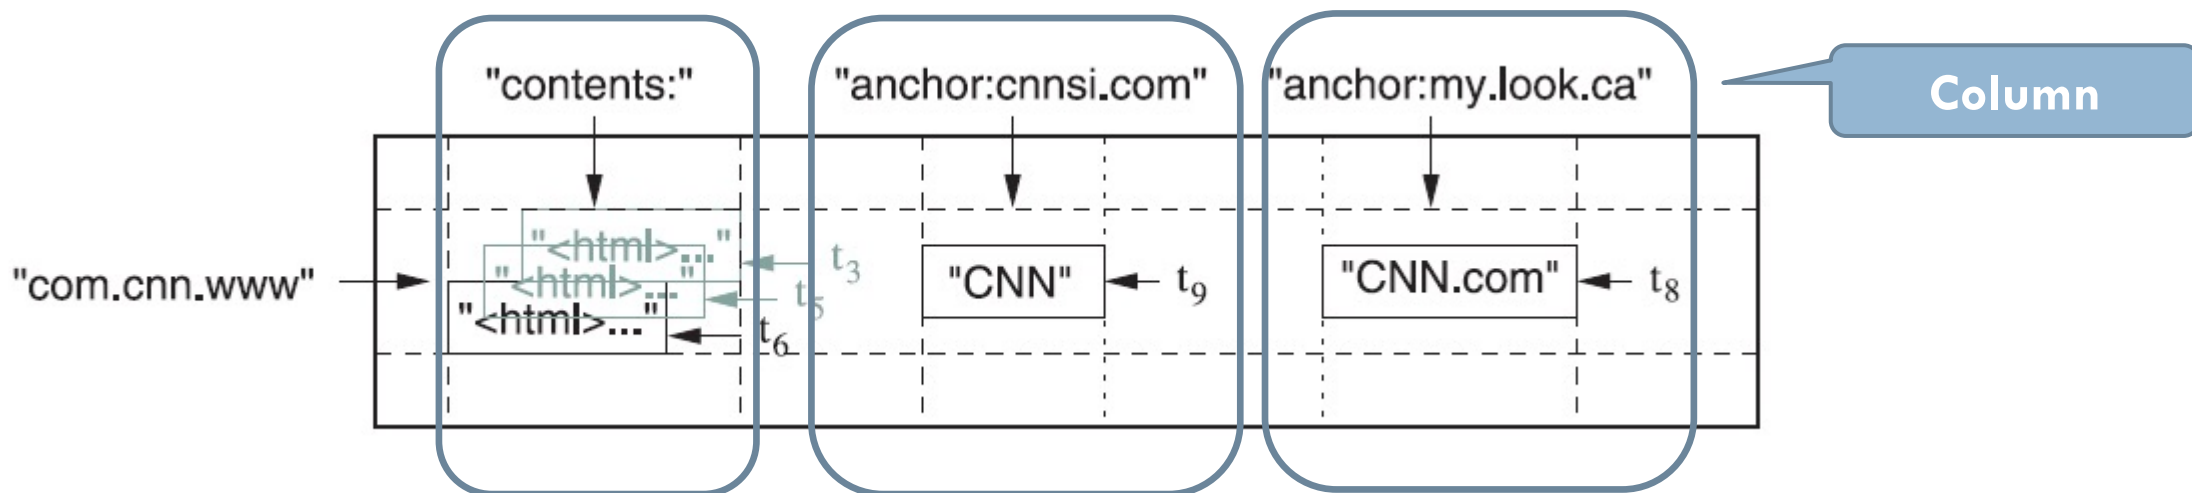 "contents:" "anchor:cnnsi.com" "anchor:my.look.ca" Column
"<html>..." t3
"com.cnn.www" "<html>..." t5 "CNN" t9 "CNN.com" t8
"<html>..." t6